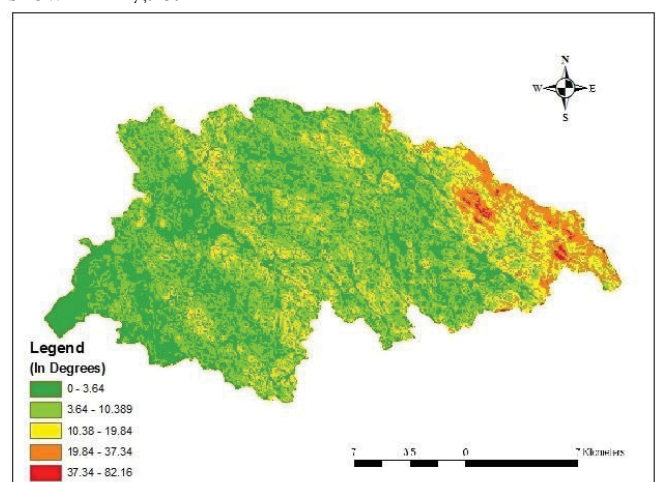 N
W E
S
Legend
(In Degrees)
0 - 3.64
3.64 - 10.389
10.38 - 19.84
19.84 - 37.34
37.34 - 82.16
7 3.5 0 7 Kilometers